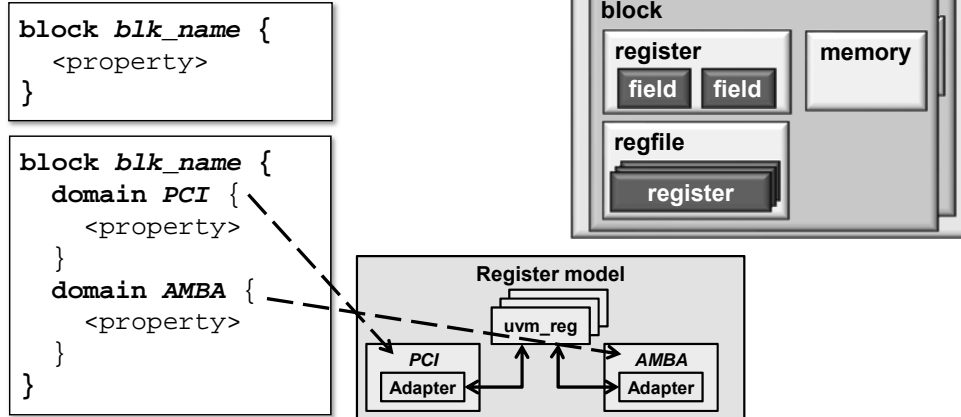 block blk_name {
<property>
}
block blk_name {
domain PCI {
<property>
}
domain AMBA {
<property>
}
}
block
register
field field
memory
regfile
register
Register model
uvm_reg
PCI
Adapter
AMBA
Adapter